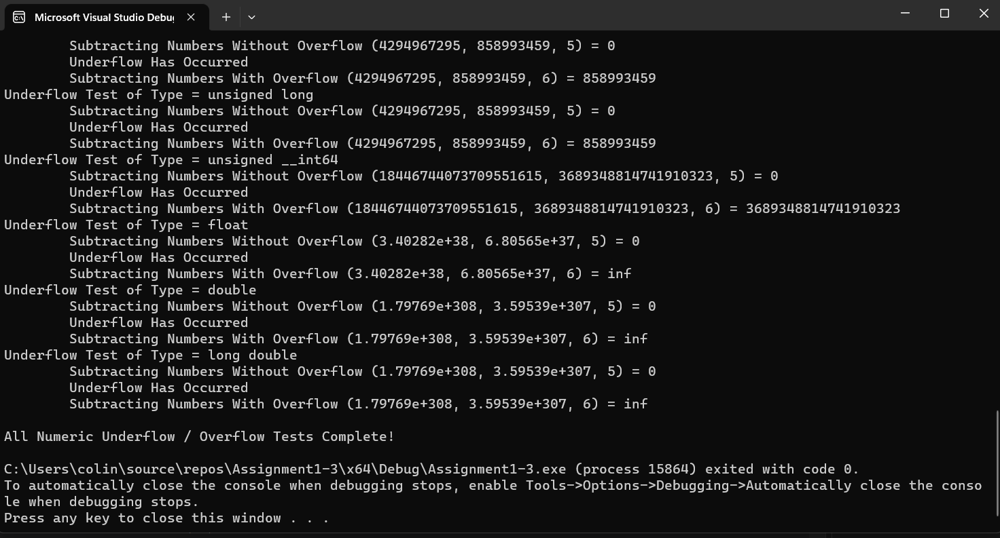 Microsoft Visual Studio Debug
Subtracting Numbers Without Overflow (4294967295, 858993459, 5) = 0
Underflow Has Occurred
Subtracting Numbers With Overflow (4294967295, 858993459, 6) = 858993459
Underflow Test of Type = unsigned long
Subtracting Numbers Without Overflow (4294967295, 858993459, 5) = 0
Underflow Has Occurred
Subtracting Numbers With Overflow (4294967295, 858993459, 6) = 858993459
Underflow Test of Type = unsigned __int64
Subtracting Numbers Without Overflow (18446744073709551615, 3689348814741910323, 5) = 0
Underflow Has Occurred
Subtracting Numbers With Overflow (18446744073709551615, 3689348814741910323, 6) = 3689348814741910323
Underflow Test of Type = float
Subtracting Numbers Without Overflow (3.40282e+38, 6.80565e+37, 5) = 0
Underflow Has Occurred
Subtracting Numbers With Overflow (3.40282e+38, 6.80565e+37, 6) = inf
Underflow Test of Type = double
Subtracting Numbers Without Overflow (1.79769e+308, 3.59539e+307, 5) = 0
Underflow Has Occurred
Subtracting Numbers With Overflow (1.79769e+308, 3.59539e+307, 6) = inf
Underflow Test of Type = long double
Subtracting Numbers Without Overflow (1.79769e+308, 3.59539e+307, 5) = 0
Underflow Has Occurred
Subtracting Numbers With Overflow (1.79769e+308, 3.59539e+307, 6) = inf
All Numeric Underflow / Overflow Tests Complete!
C:\Users\colin\source\repos\Assignment1-3\x64\Debug\Assignment1-3.exe (process 15864) exited with code 0.
To automatically close the console when debugging stops, enable Tools->Options->Debugging->Automatically close the conso
le when debugging stops.
Press any key to close this window . . .